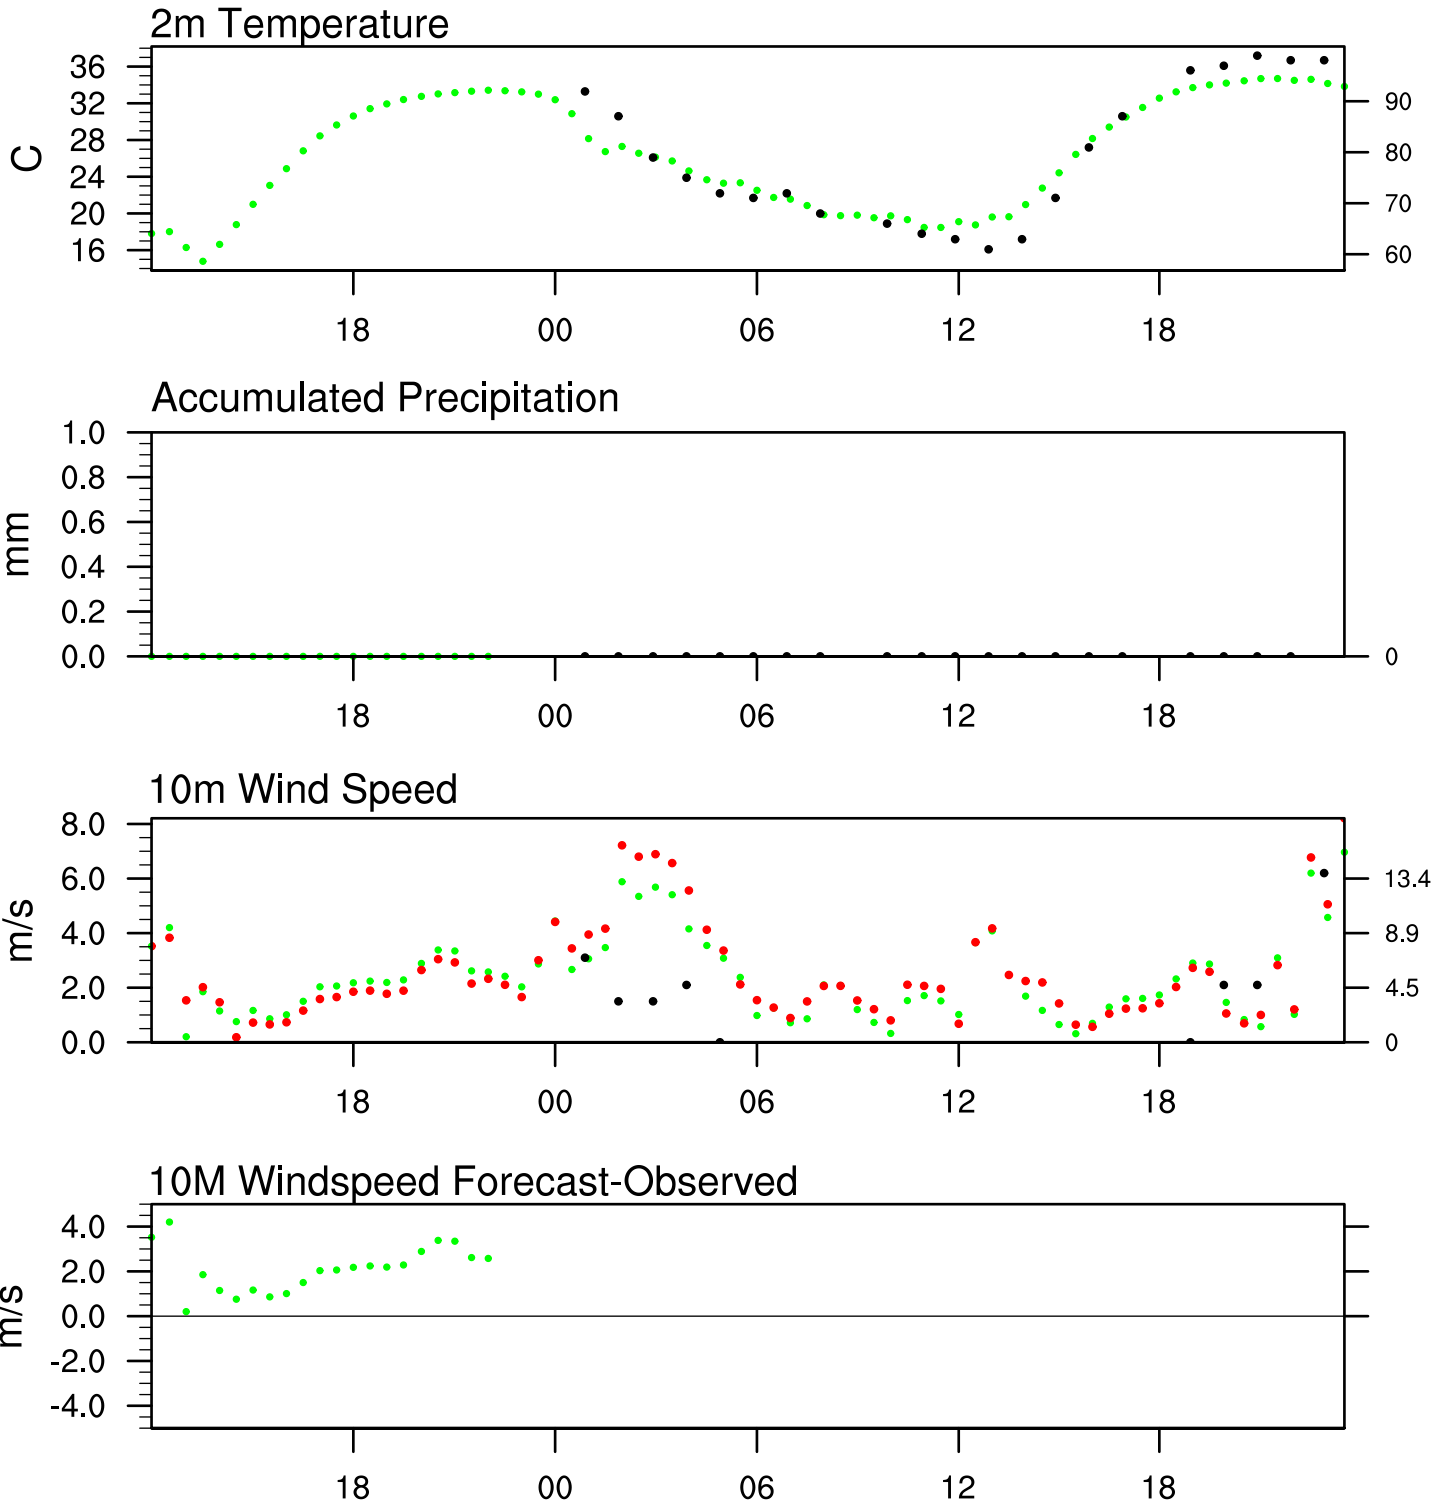 2m Temperature
36
32
28
24
20
16
C
90
80
70
60
18 00 06 12 18
Accumulated Precipitation
1.0
0.8
0.6
0.4
0.2
0.0
mm
0
18 00 06 12 18
10m Wind Speed
8.0
6.0
4.0
2.0
0.0
m/s
13.4
8.9
4.5
0
18 00 06 12 18
10M Windspeed Forecast-Observed
4.0
2.0
0.0
-2.0
-4.0
m/s
18 00 06 12 18